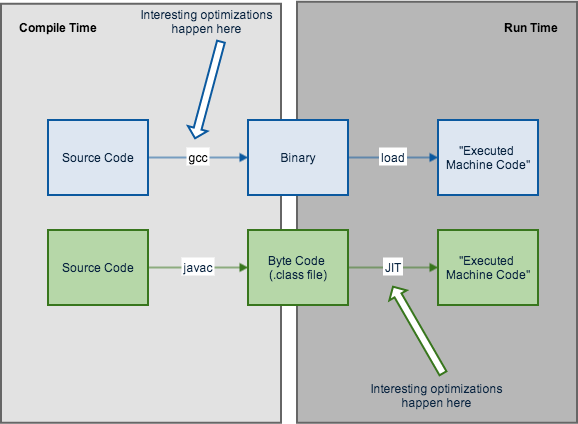 Compile Time
Interesting optimizations
happen here
Run Time
Source Code
gcc
Binary
load
"Executed
Machine Code"
Source Code
javac
Byte Code
(.class file)
JIT
"Executed
Machine Code"
Interesting optimizations
happen here